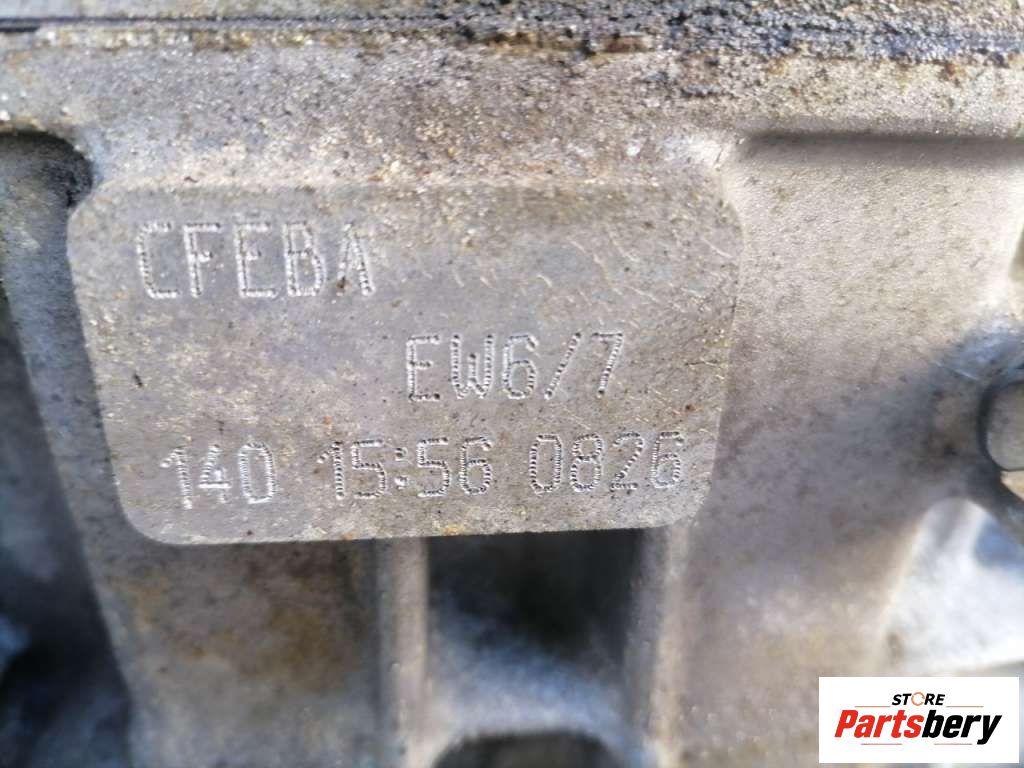 CFEBA
EW6/7
140 15:56 0826
STORE
Partsbery